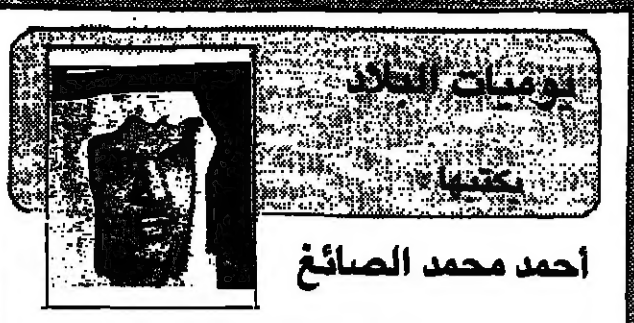 يوميات البلاد
يكتبها
أحمد محمد الصائغ